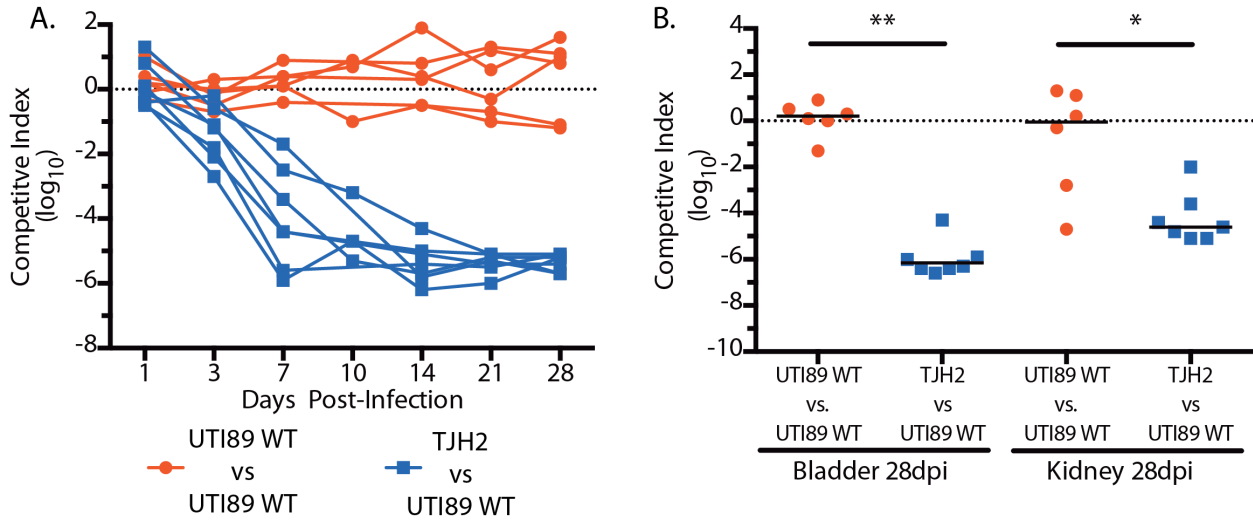 A.
2
0
-2
-4
-6
-8
Competitve Index
(log10)
1 3 7 10 14 21 28
Days Post-Infection
UTI89 WT
vs
UTI89 WT
TJH2
vs
UTI89 WT
B.
**
*
4
2
0
-2
-4
-6
-8
-10
Competitve Index
(log10)
UTI89 WT
vs.
UTI89 WT
TJH2
vs
UTI89 WT
UTI89 WT
vs.
UTI89 WT
TJH2
vs
UTI89 WT
Bladder 28dpi
Kidney 28dpi